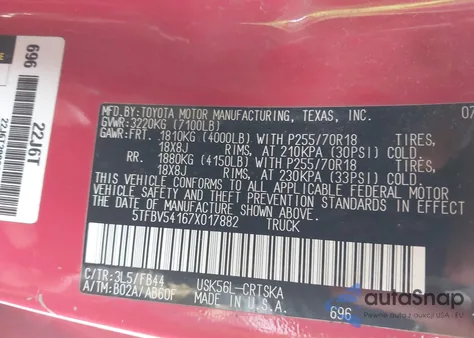 MFD.BY: TOYOTA MOTOR MANUFACTURING, TEXAS, INC. 07
GVWR: 3220KG (7100LB)
GAWR: FRT. 1810KG (4000LB) WITH P255/70R18 TIRES,
18X8J RIMS, AT 210KPA (30PSI) COLD.
RR. 1880KG (4150LB) WITH P255/70R18 TIRES,
18X8J RIMS, AT 230KPA (33PSI) COLD.
THIS VEHICLE CONFORMS TO ALL APPLICABLE FEDERAL MOTOR
VEHICLE SAFETY AND THEFT PREVENTION STANDARDS IN EFFECT ON
THE DATE OF MANUFACTURE SHOWN ABOVE.
5TFBV54167X017882 TRUCK
C/TR: 3L5/FB44 USK56L-CRTSKA
A/TM: B02A/AB60F MADE IN U.S.A. 696
696
22J6T
autoSnap